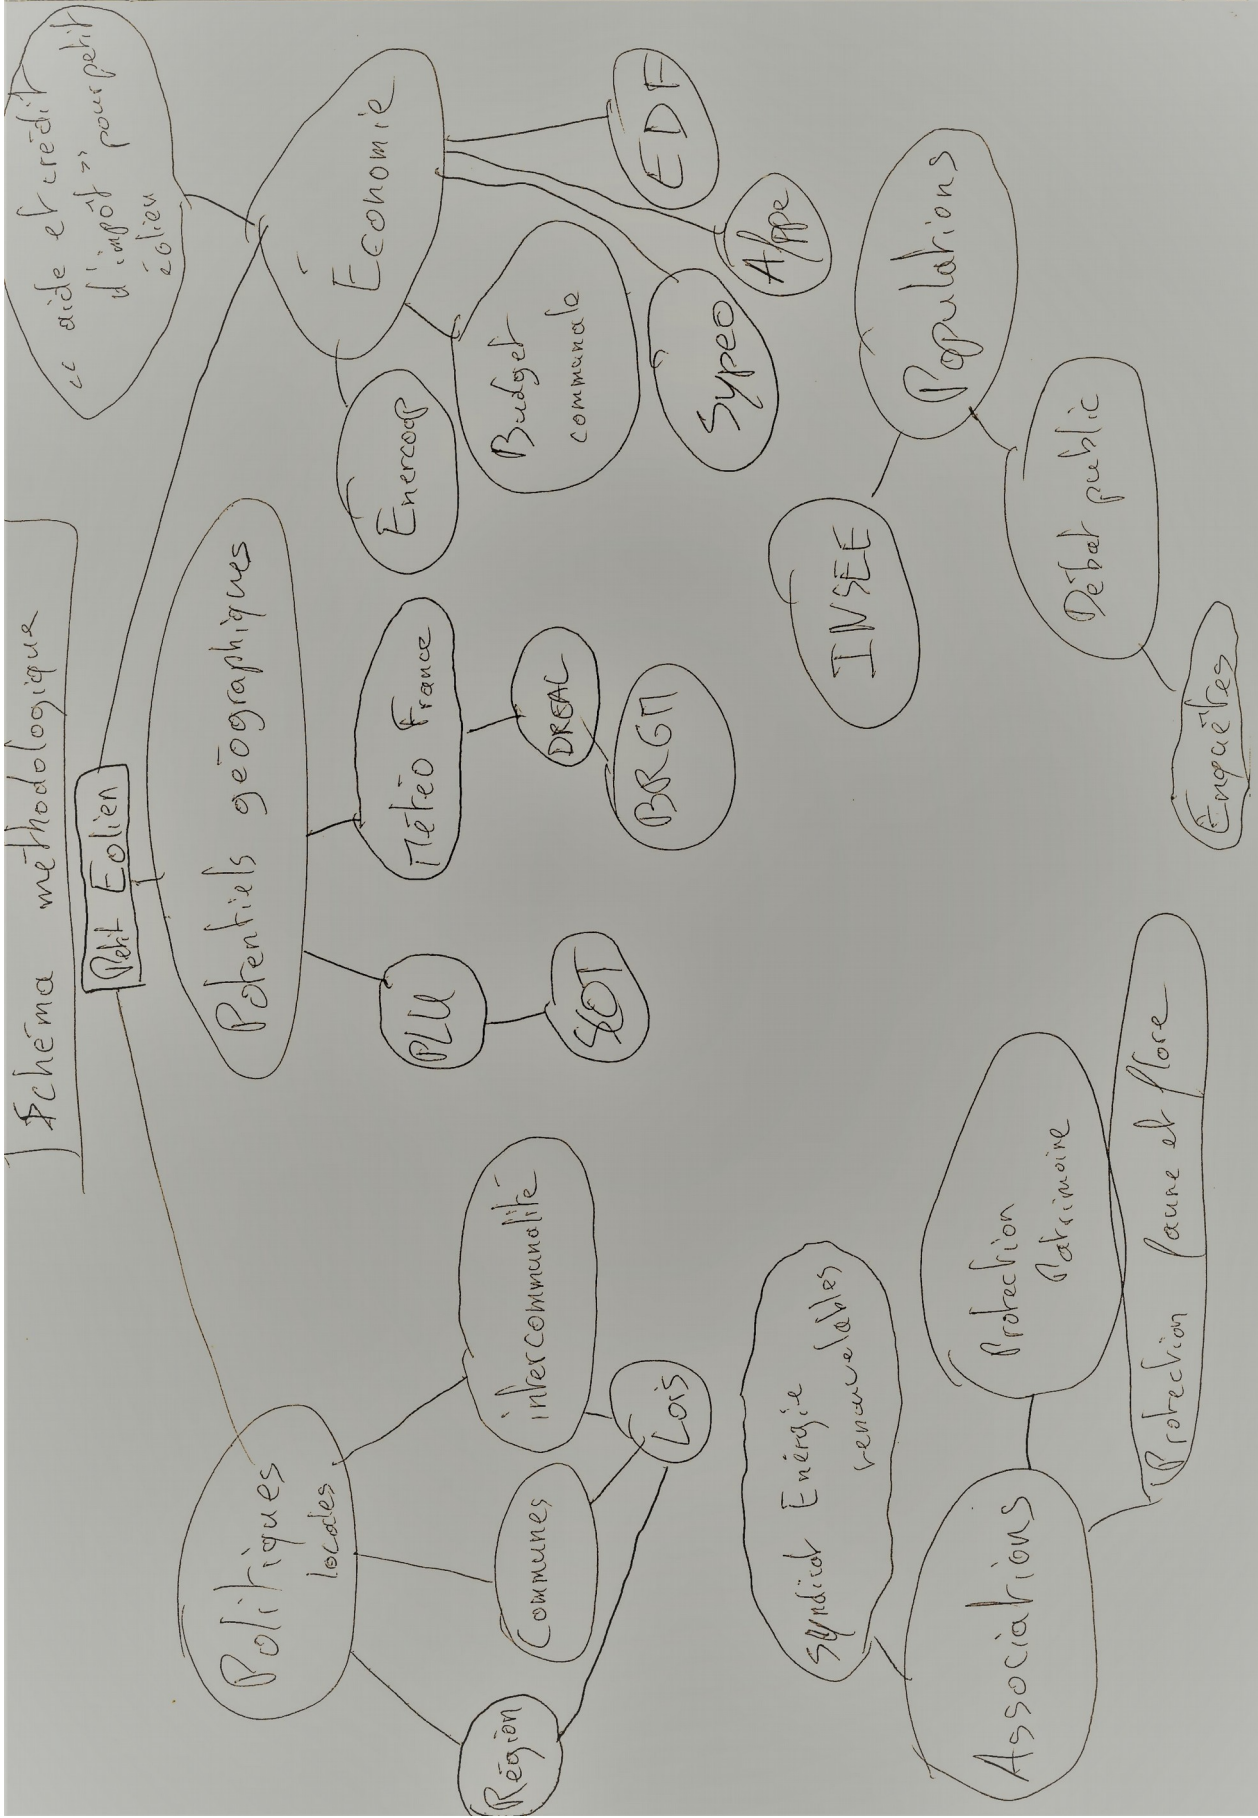 Schéma méthodologique
Petit Eolien
<< aide et crédit
d'impôt >> pour petit
éolien
Politiques
locales
Potentiels géographiques
Économie
Région
Communes
intercommunalité
Lois
PLU
SCOT
Météo France
DREAL
BRGM
Enercoop
Budget
communale
Sypeo
Afppe
EDF
Syndicat Energie
renouvelables
Associations
Protection
Patrimoine
Protection faune et flore
INSEE
Populations
Débat public
Enquêtes